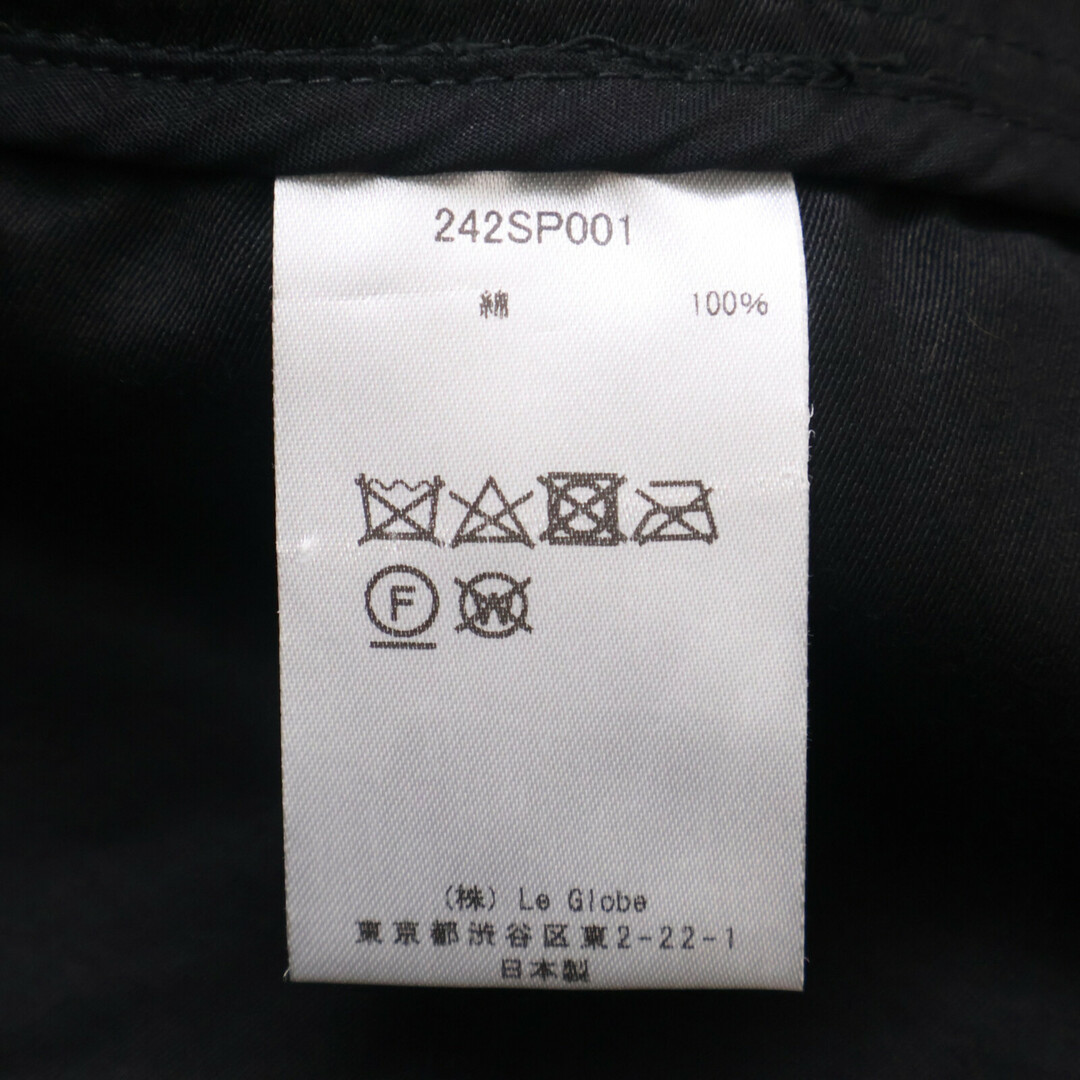 242SP001
綿 100%
F W
(株) Le Globe
東京都渋谷区東2-22-1
日本製